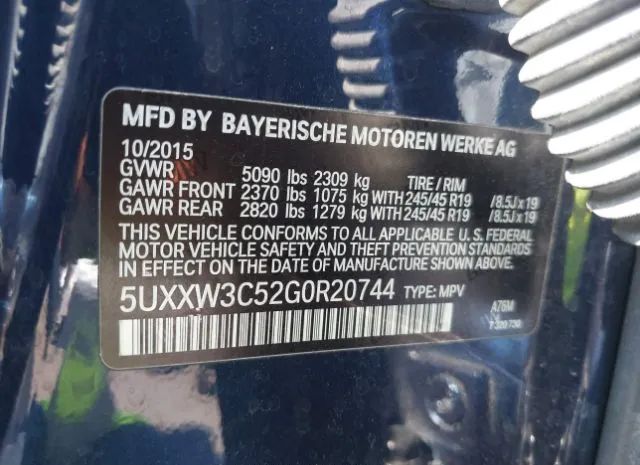 MFD BY BAYERISCHE MOTOREN WERKE AG
10/2015
GVWR 5090 lbs 2309 kg TIRE / RIM
GAWR FRONT 2370 lbs 1075 kg WITH 245/45 R19 /8.5J x 19
GAWR REAR 2820 lbs 1279 kg WITH 245/45 R19 /8.5J x 19
THIS VEHICLE CONFORMS TO ALL APPLICABLE U. S. FEDERAL
MOTOR VEHICLE SAFETY AND THEFT PREVENTION STANDARDS
IN EFFECT ON THE DATE OF MANUFACTURE SHOWN ABOVE.
5UXXW3C52G0R20744 TYPE: MPV A76M
7 320 730